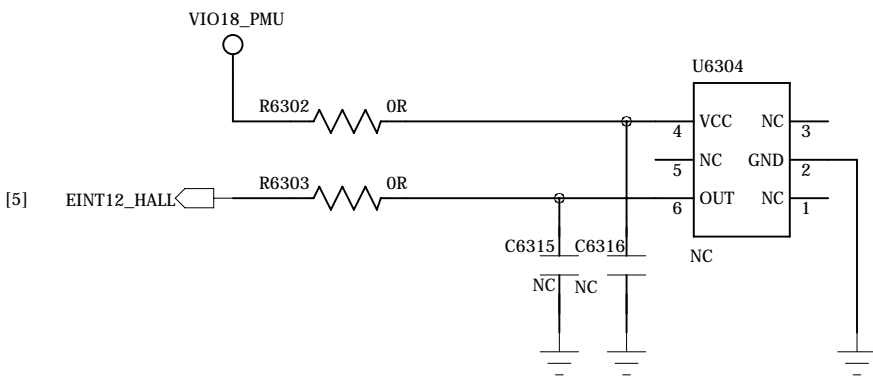 VIO18_PMU
U6304
R6302 0R
4 VCC NC 3
5 NC GND 2
[5] EINT12_HALL R6303 0R
6 OUT NC 1
C6315 C6316
NC
NC NC